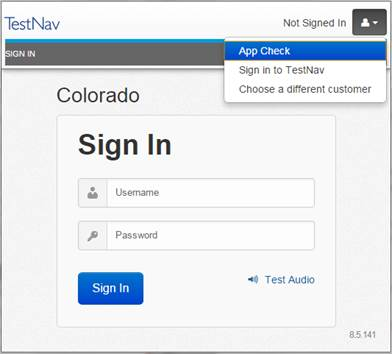 TestNav
Not Signed In
SIGN IN
App Check
Sign in to TestNav
Choose a different customer
Colorado
Sign In
Username
Password
Sign In
Test Audio
8.5.141